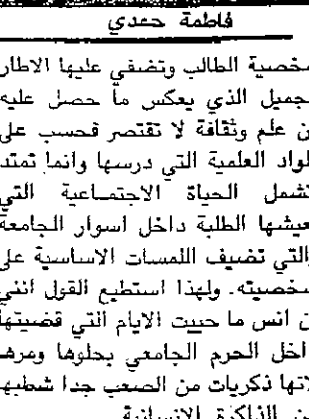 فاطمة حمدي
شخصية الطالب وتضفي عليها الاطار
لجميل الذي يعكس ما حصل عليه
من علم وثقافة لا تقتصر فحسب على
لمواد العلمية التي درسها وانما تمتد
لتشمل الحياة الاجتماعية التي
يعيشها الطلبة داخل اسوار الجامعة
والتي تضيف اللمسات الاساسية على
شخصيته. ولهذا استطيع القول انني
لن انس ما حييت الايام التي قضيتها
داخل الحرم الجامعي بحلوها ومرها
لانها ذكريات من الصعب جدا شطبها
من الذاكرة الانسانية